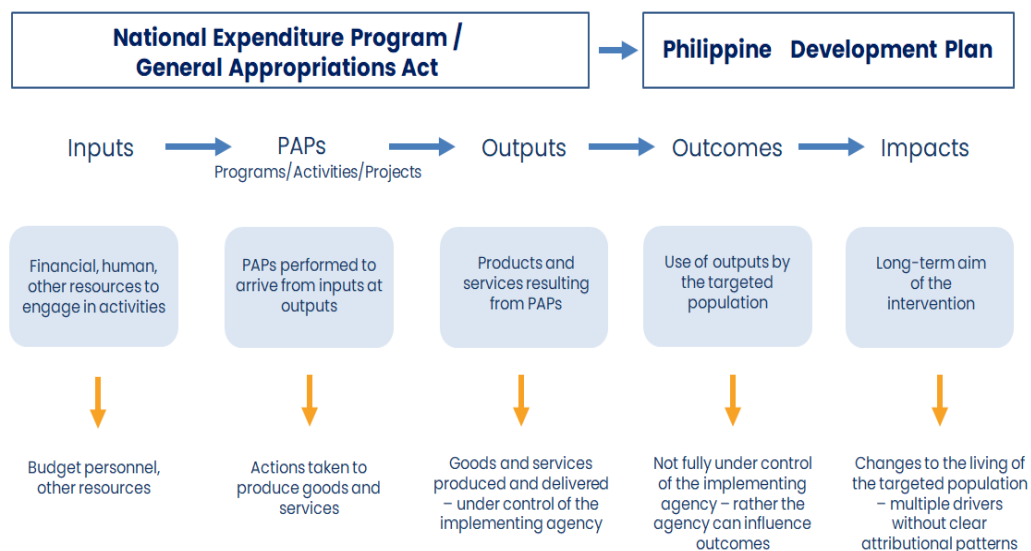 National Expenditure Program /
General Appropriations Act
Philippine Development Plan
Inputs
PAPs
Programs/Activities/Projects
Outputs
Outcomes
Impacts
Financial, human,
other resources to
engage in activities
PAPs performed to
arrive from inputs at
outputs
Products and
services resulting
from PAPs
Use of outputs by
the targeted
population
Long-term aim
of the
intervention
Budget personnel,
other resources
Actions taken to
produce goods and
services
Goods and services
produced and delivered
– under control of the
implementing agency
Not fully under control
of the implementing
agency – rather the
agency can influence
outcomes
Changes to the living of
the targeted population
– multiple drivers
without clear
attributional patterns